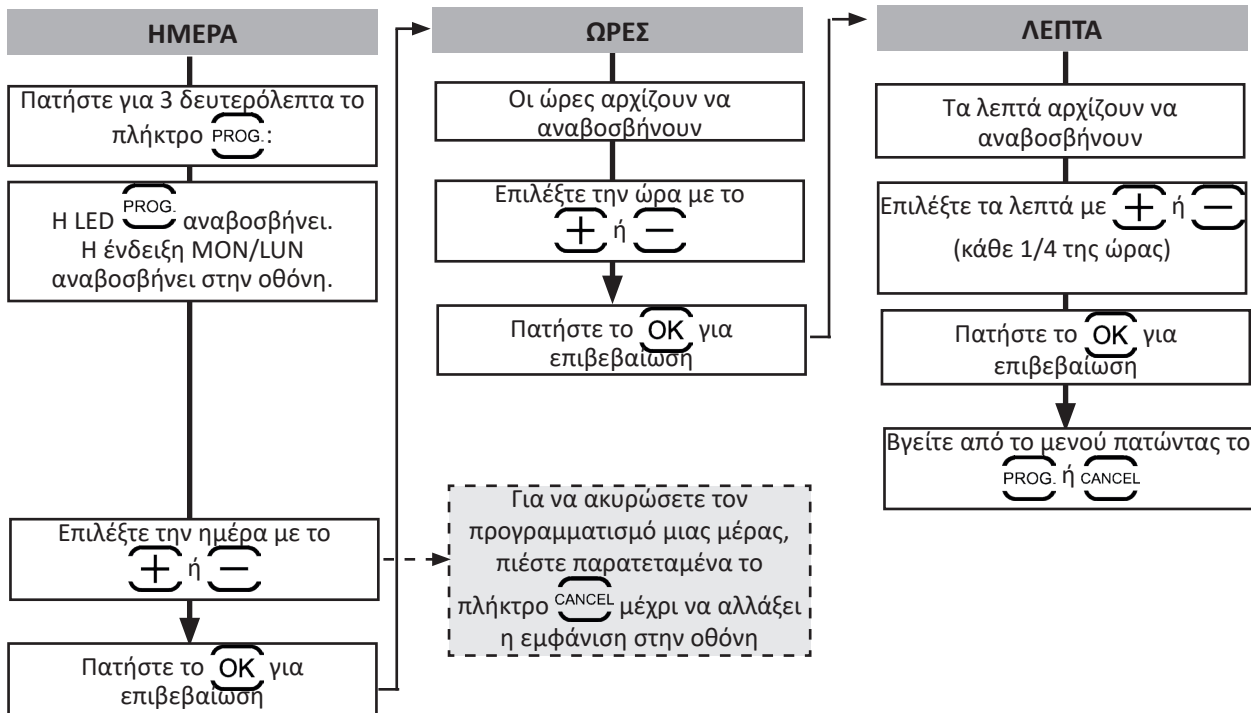 ΗΜΕΡΑ
Πατήστε για 3 δευτερόλεπτα το
πλήκτρο PROG.:
Η LED PROG. αναβοσβήνει.
Η ένδειξη MON/LUN
αναβοσβήνει στην οθόνη.
Επιλέξτε την ημέρα με το
+ ή −
Πατήστε το OK για
επιβεβαίωση
ΩΡΕΣ
Οι ώρες αρχίζουν να
αναβοσβήνουν
Επιλέξτε την ώρα με το
+ ή −
Πατήστε το OK για
επιβεβαίωση
Για να ακυρώσετε τον
προγραμματισμό μιας μέρας,
πιέστε παρατεταμένα το
πλήκτρο CANCEL μέχρι να αλλάξει
η εμφάνιση στην οθόνη
ΛΕΠΤΑ
Τα λεπτά αρχίζουν να
αναβοσβήνουν
Επιλέξτε τα λεπτά με + ή −
(κάθε 1/4 της ώρας)
Πατήστε το OK για
επιβεβαίωση
Βγείτε από το μενού πατώντας το
PROG. ή CANCEL